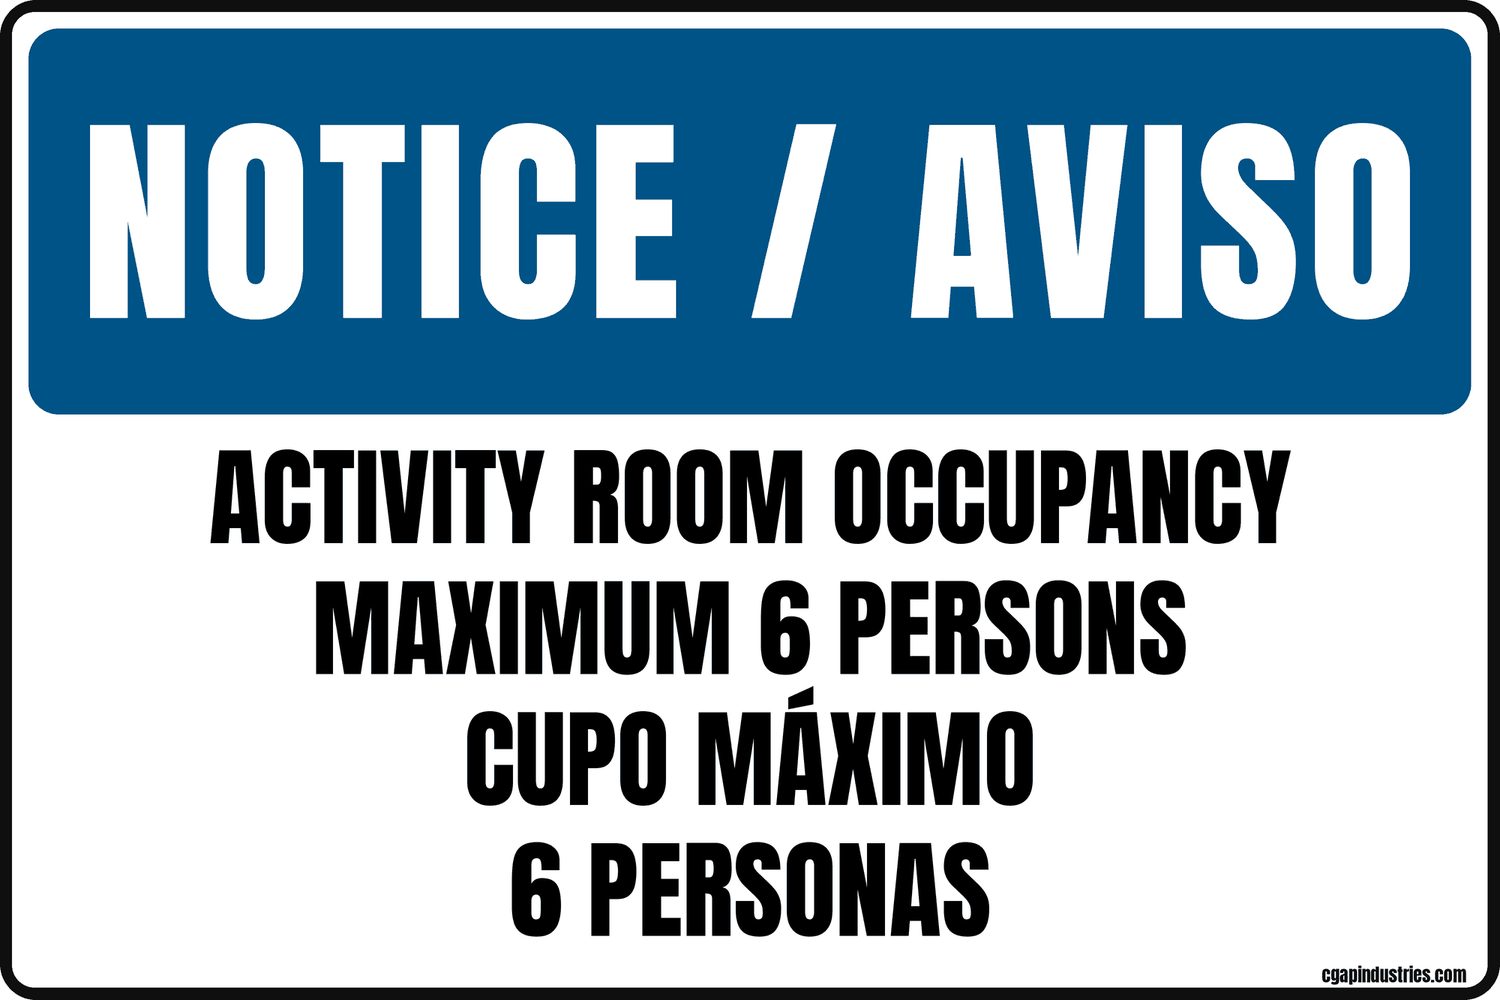 NOTICE / AVISO
ACTIVITY ROOM OCCUPANCY
MAXIMUM 6 PERSONS
CUPO MÁXIMO
6 PERSONAS
cgapindustries.com